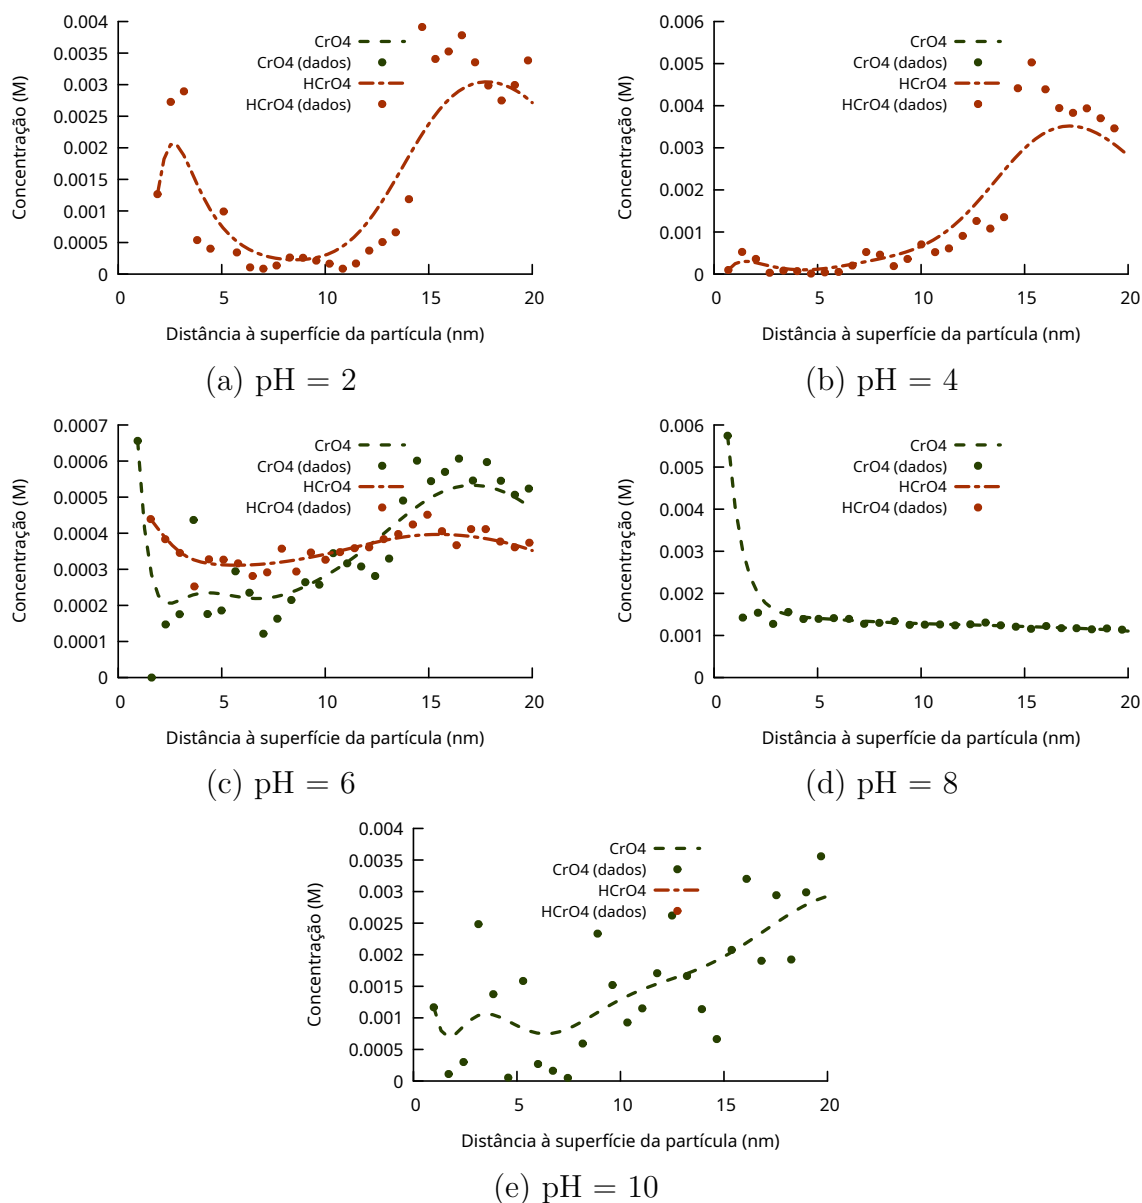 0.004
0.0035
0.003
0.0025
0.002
0.0015
0.001
0.0005
0
Concentração (M)
CrO4
CrO4 (dados)
HCrO4
HCrO4 (dados)
0 5 10 15 20
Distância à superfície da partícula (nm)
(a) pH = 2
0.006
0.005
0.004
0.003
0.002
0.001
0
Concentração (M)
CrO4
CrO4 (dados)
HCrO4
HCrO4 (dados)
0 5 10 15 20
Distância à superfície da partícula (nm)
(b) pH = 4
0.0007
0.0006
0.0005
0.0004
0.0003
0.0002
0.0001
0
Concentração (M)
CrO4
CrO4 (dados)
HCrO4
HCrO4 (dados)
0 5 10 15 20
Distância à superfície da partícula (nm)
(c) pH = 6
0.006
0.005
0.004
0.003
0.002
0.001
0
Concentração (M)
CrO4
CrO4 (dados)
HCrO4
HCrO4 (dados)
0 5 10 15 20
Distância à superfície da partícula (nm)
(d) pH = 8
0.004
0.0035
0.003
0.0025
0.002
0.0015
0.001
0.0005
0
Concentração (M)
CrO4
CrO4 (dados)
HCrO4
HCrO4 (dados)
0 5 10 15 20
Distância à superfície da partícula (nm)
(e) pH = 10